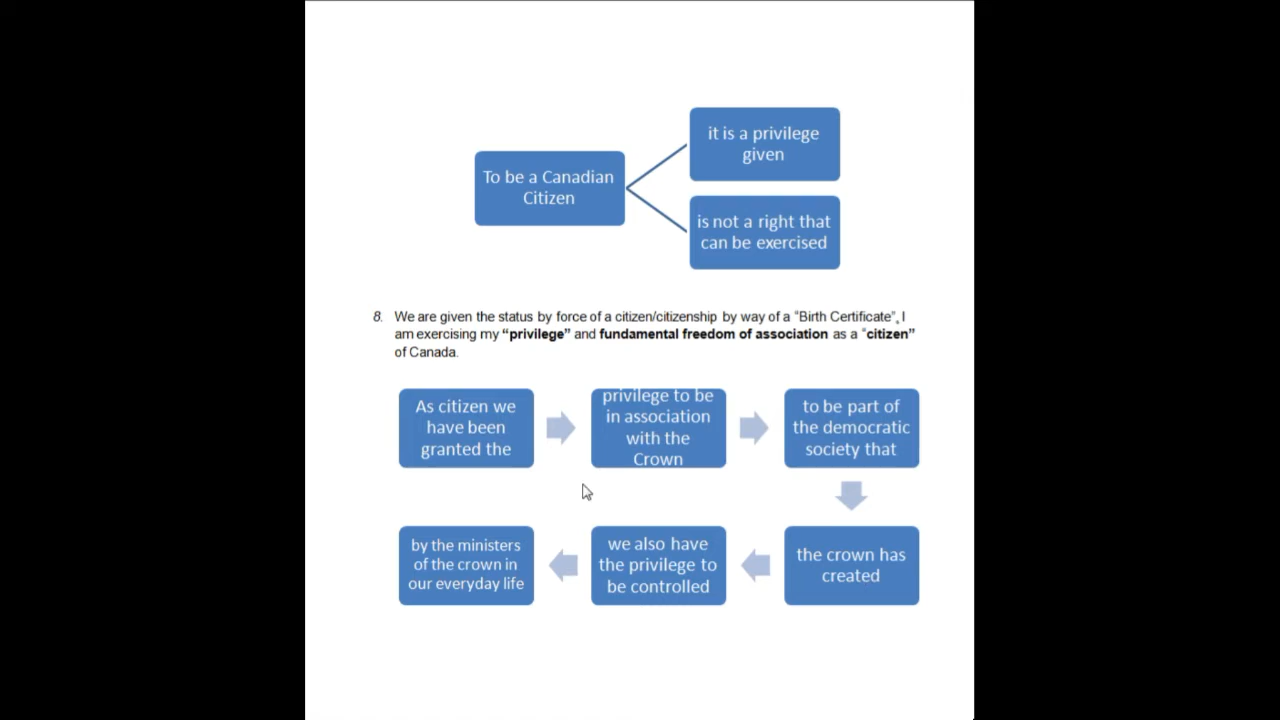 To be a Canadian
Citizen
it is a privilege
given
is not a right that
can be exercised
8. We are given the status by force of a citizen/citizenship by way of a "Birth Certificate", I
am exercising my "privilege" and fundamental freedom of association as a "citizen"
of Canada.
As citizen we
have been
granted the
privilege to be
in association
with the
Crown
to be part of
the democratic
society that
the crown has
created
we also have
the privilege to
be controlled
by the ministers
of the crown in
our everyday life